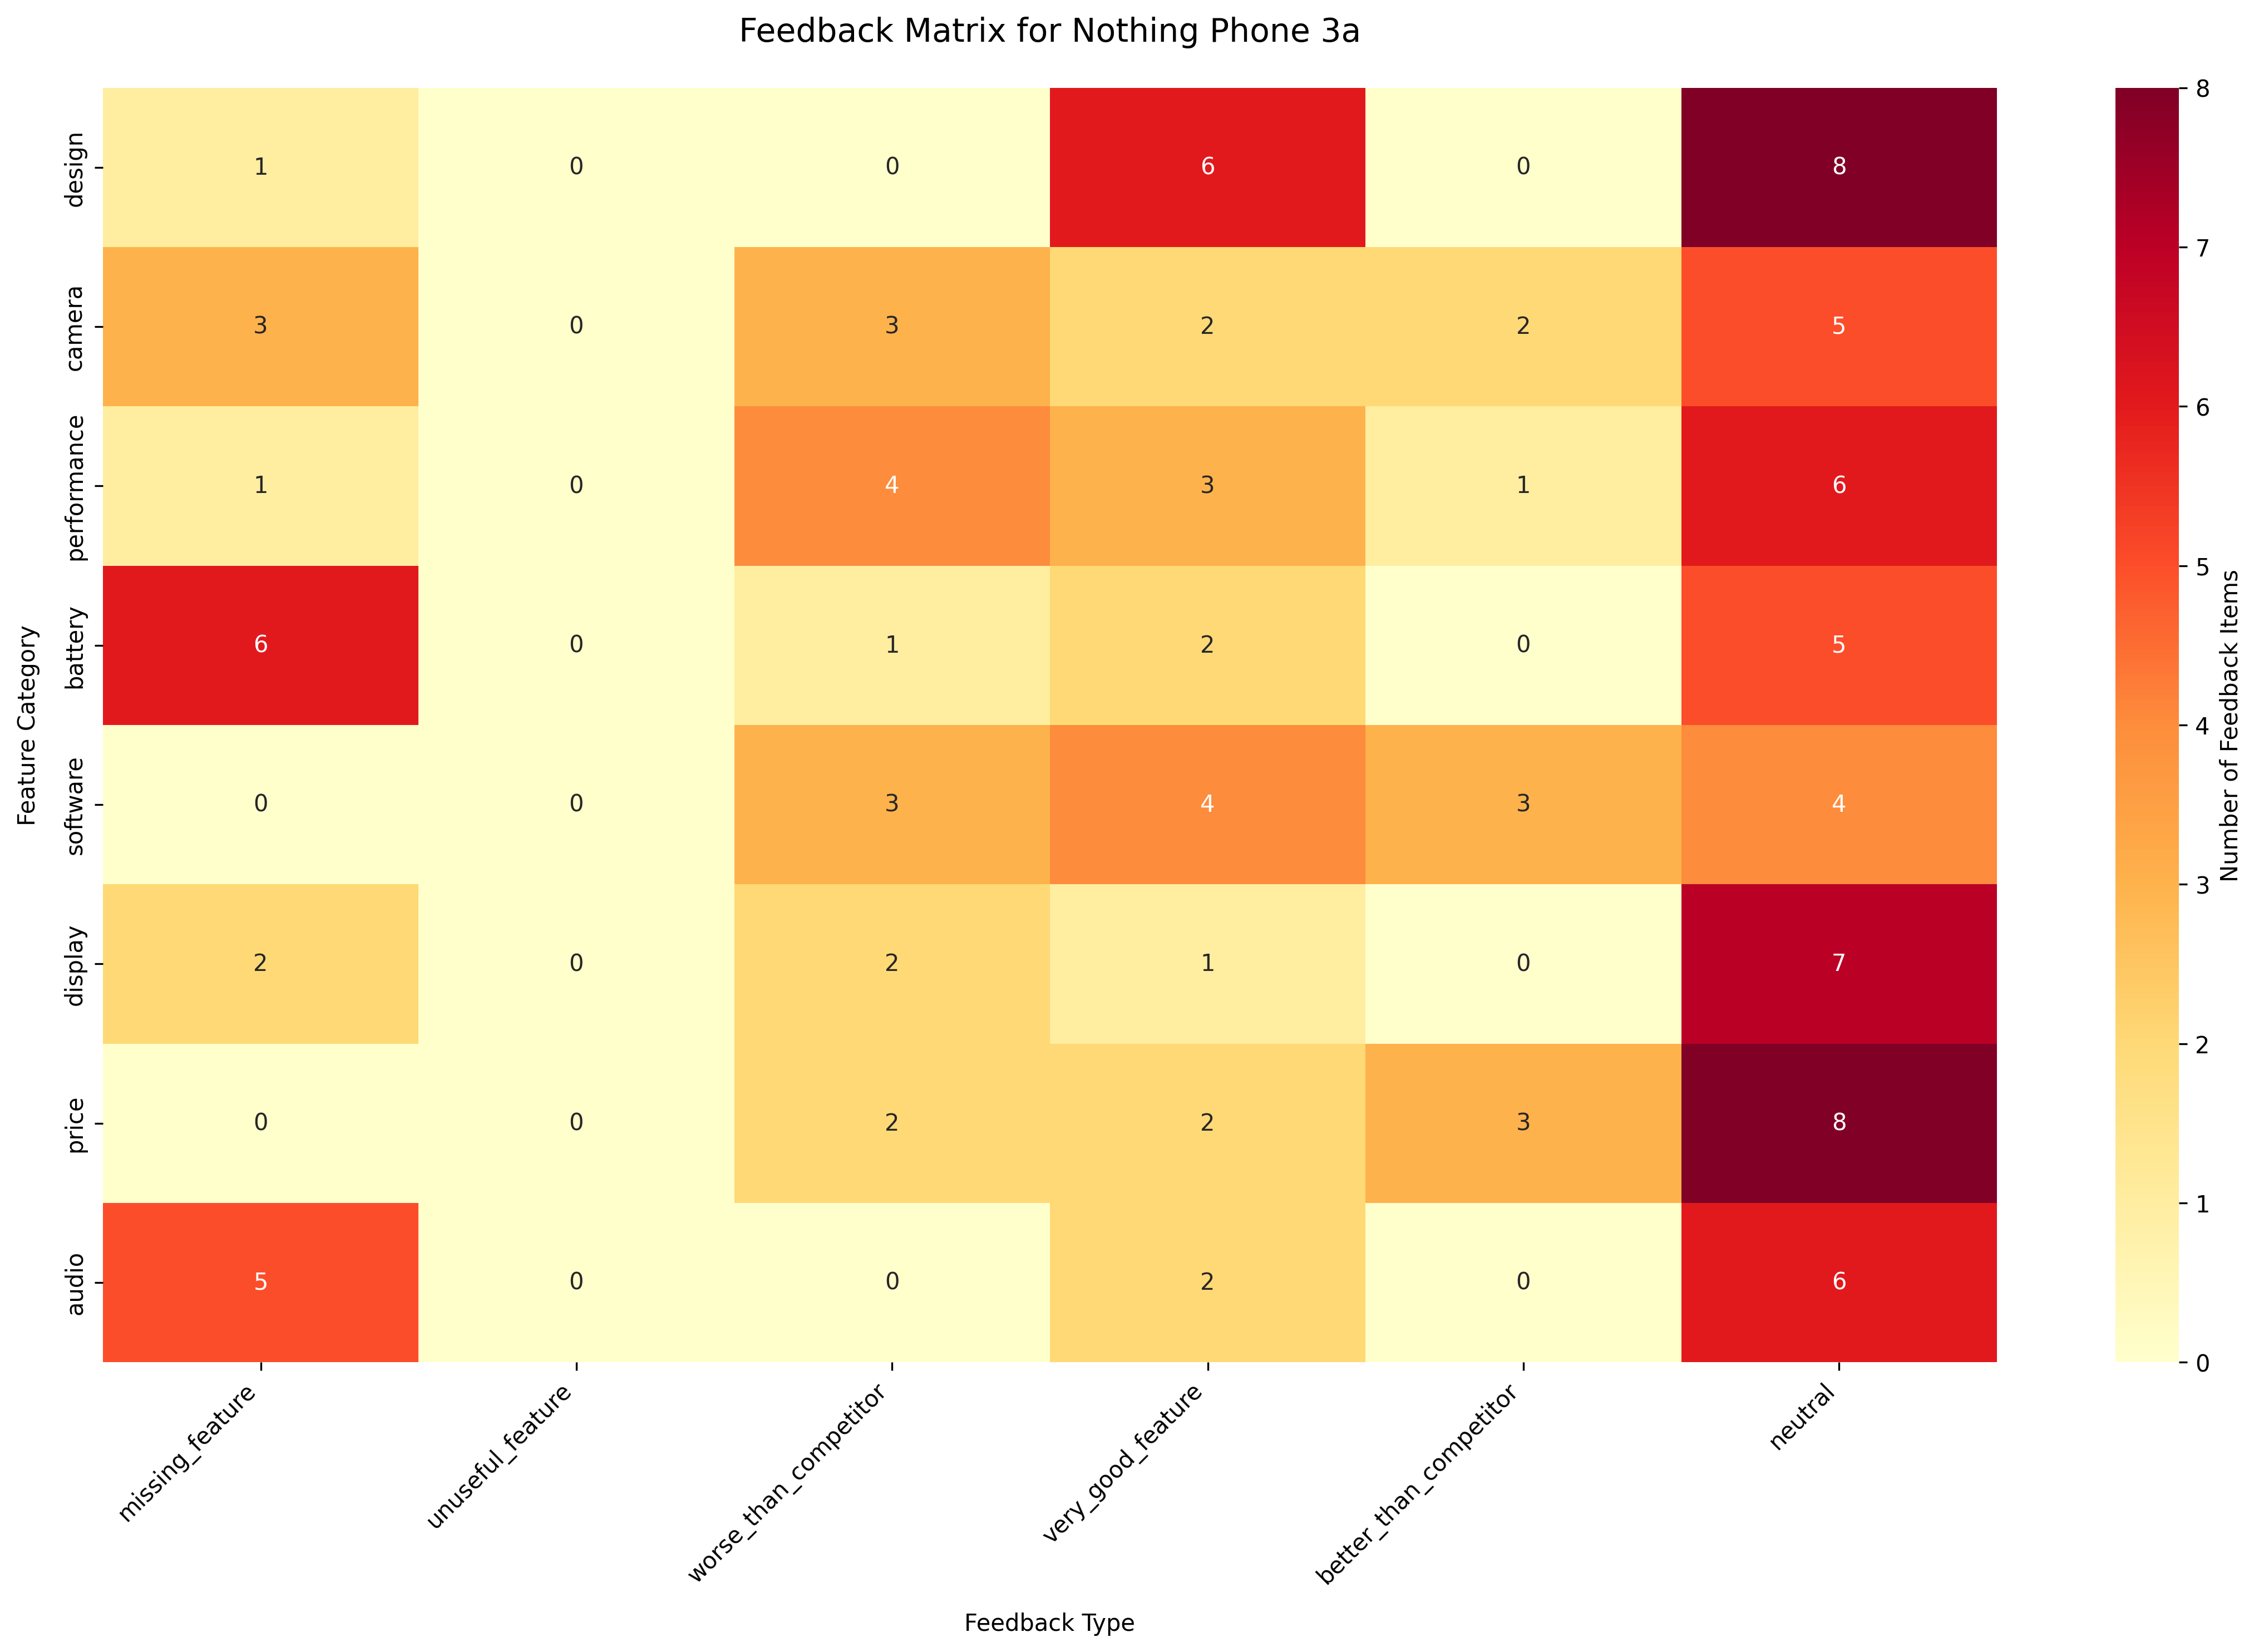 Feedback Matrix for Nothing Phone 3a
Feature Category
design
1 0 0 6 0 8
camera
3 0 3 2 2 5
performance
1 0 4 3 1 6
battery
6 0 1 2 0 5
software
0 0 3 4 3 4
display
2 0 2 1 0 7
price
0 0 2 2 3 8
audio
5 0 0 2 0 6
missing_feature
unuseful_feature
worse_than_competitor
very_good_feature
better_than_competitor
neutral
Feedback Type
8
7
6
5
4
3
2
1
0
Number of Feedback Items